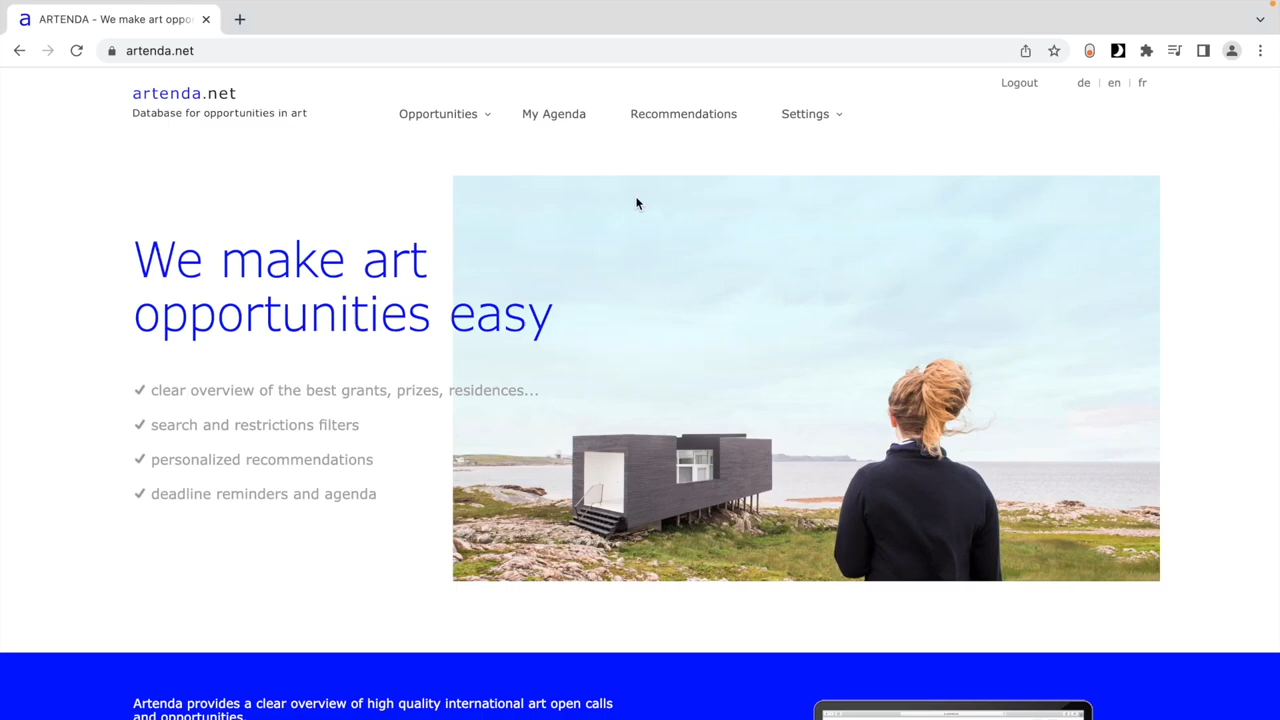 ARTENDA - We make art oppo
artenda.net
Logout
de
en
fr
artenda.net
Database for opportunities in art
Opportunities
My Agenda
Recommendations
Settings
We make art
opportunities easy
clear overview of the best grants, prizes, residences...
search and restrictions filters
personalized recommendations
deadline reminders and agenda
Artenda provides a clear overview of high quality international art open calls
and opportunities.